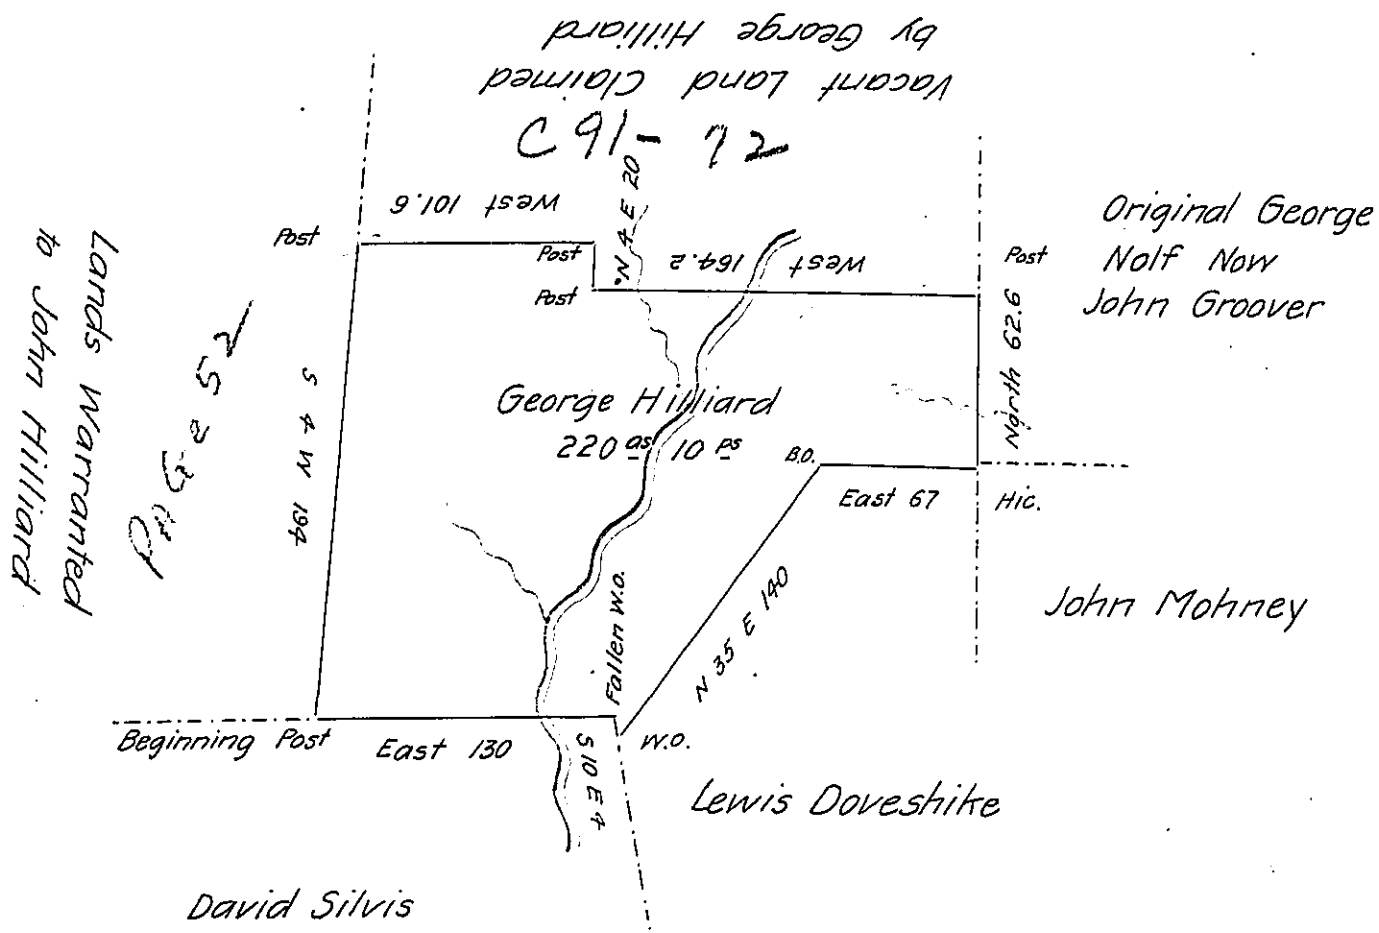 Vacant Land Claimed
by George Hilliard
C 91- 72
West 101.6
N 4 E 20
Post
Post
West 164.2
Post
Post
Original George
Nolf Now
John Groover
North 62.6
Lands Warranted
to John Hilliard
S 4 W 194
George Hilliard
220 as 10 ps
B.O.
East 67
Hic.
John Mohney
N 35 E 140
Fallen W.O.
Beginning Post
East 130
S 10 E 4
W.O.
Lewis Doveshike
David Silvis